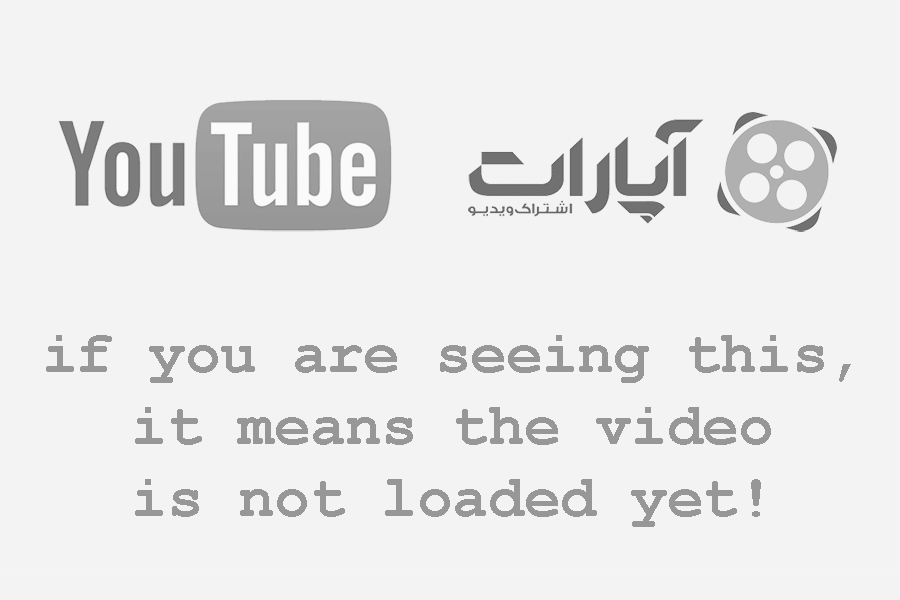 YouTube
آپارات
اشتراک ویدیو
if you are seeing this,
it means the video
is not loaded yet!